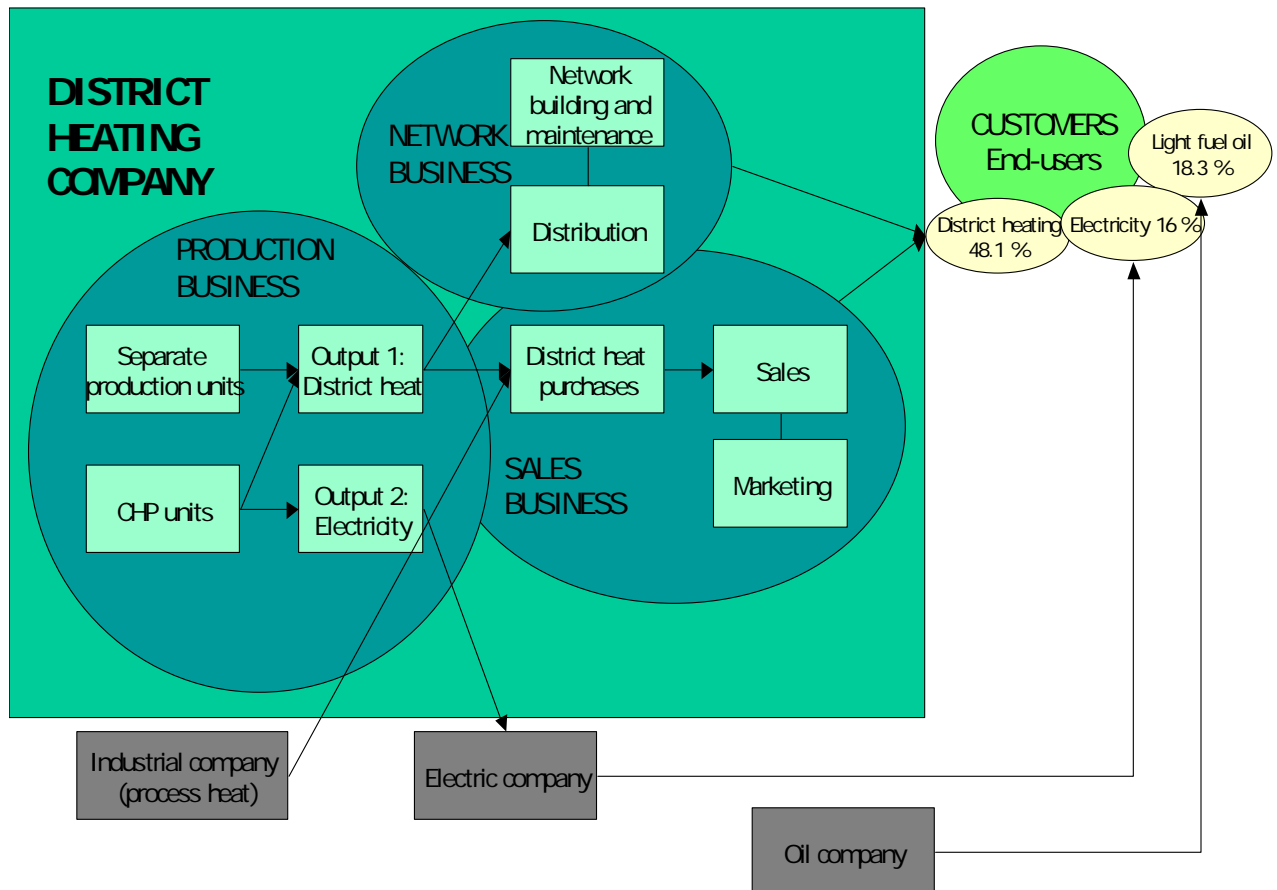 DISTRICT
HEATING
COMPANY
NETWORK
BUSINESS
Network
building and
maintenance
Distribution
PRODUCTION
BUSINESS
Separate
production units
Output 1:
District heat
CHP units
Output 2:
Electricity
District heat
purchases
Sales
Marketing
SALES
BUSINESS
CUSTOMERS
End-users
Light fuel oil
18.3 %
District heating
48.1 %
Electricity 16 %
Industrial company
(process heat)
Electric company
Oil company